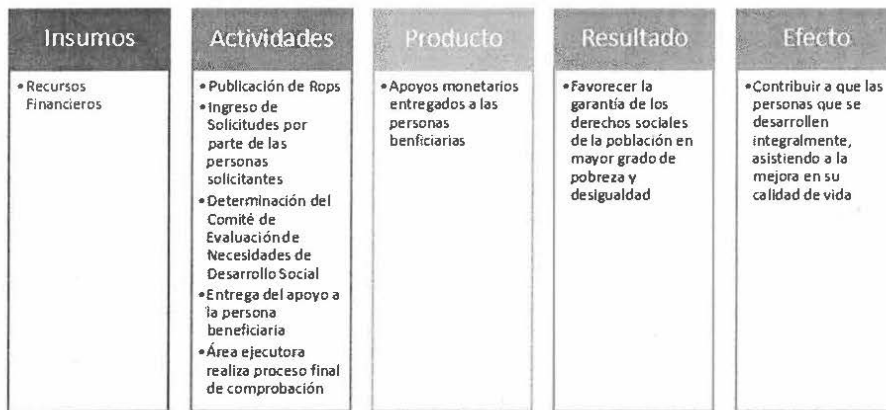 Insumos
• Recursos
Financieros
Actividades
• Publicación de Rops
• Ingreso de
Solicitudes por
parte de las
personas
solicitantes
• Determinación del
Comité de
Evaluación de
Necesidades de
Desarrollo Social
• Entrega del apoyo a
la persona
beneficiaria
• Área ejecutora
realiza proceso final
de comprobación
Producto
• Apoyos monetarios
entregados a las
personas
benficiarias
Resultado
• Favorecer la
garantía de los
derechos sociales
de la población en
mayor grado de
pobreza y
desigualdad
Efecto
• Contribuir a que las
personas que se
desarrollen
integralmente,
asistiendo a la
mejora en su
calidad de vida